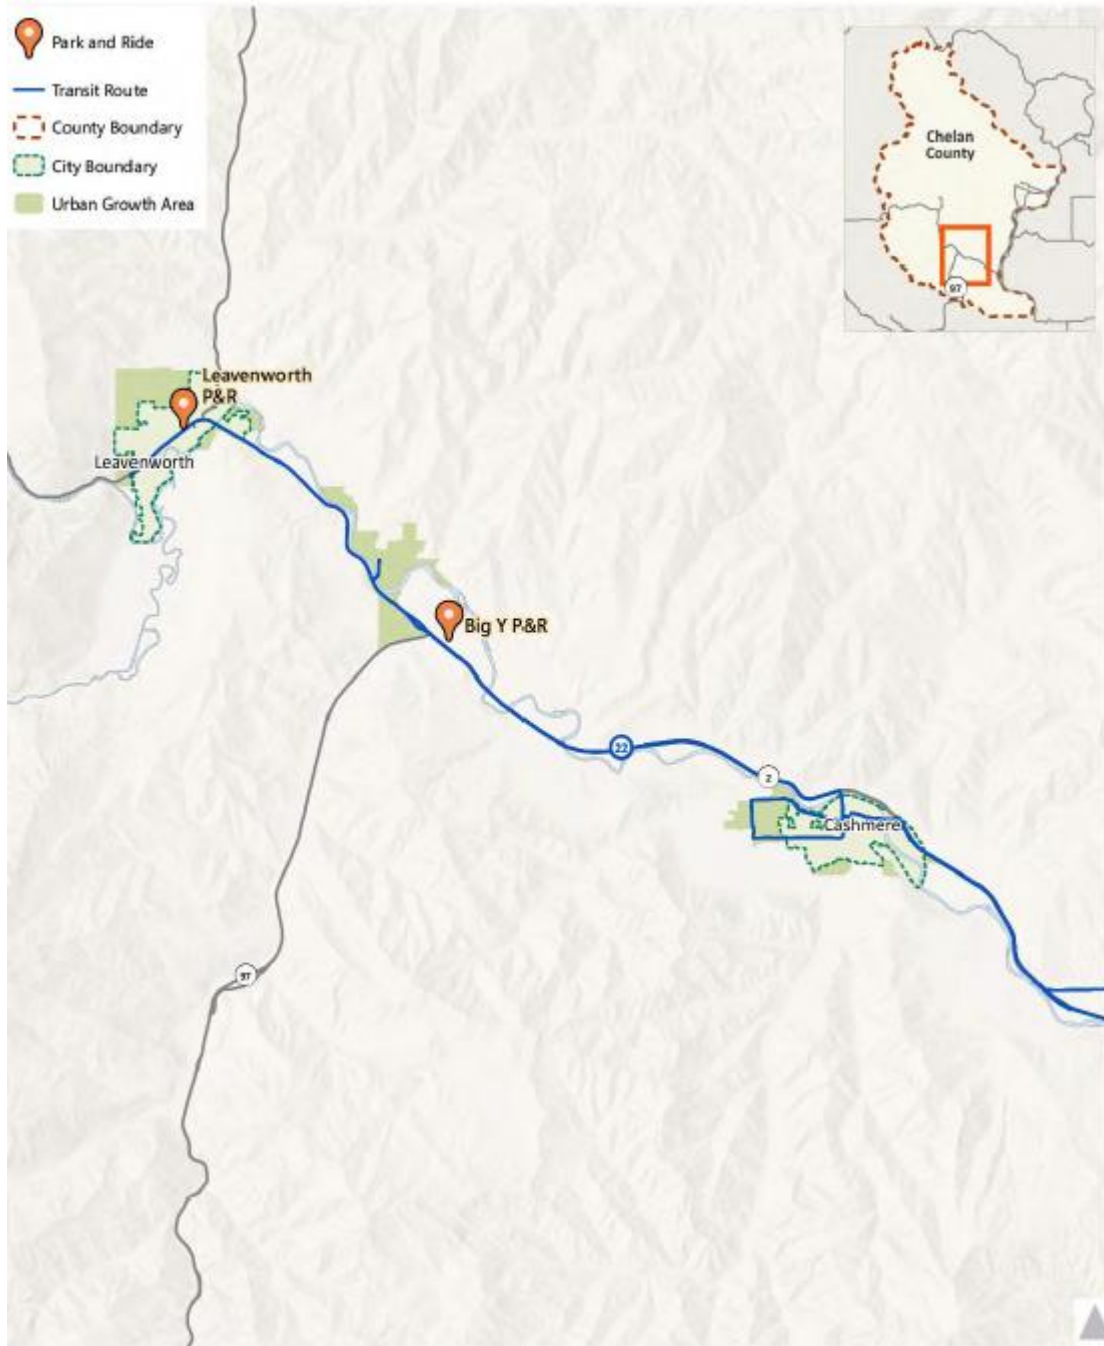 Park and Ride
Transit Route
County Boundary
City Boundary
Urban Growth Area
Chelan
County
97
Leavenworth
P&R
Leavenworth
Big Y P&R
22
2
Cashmere
97